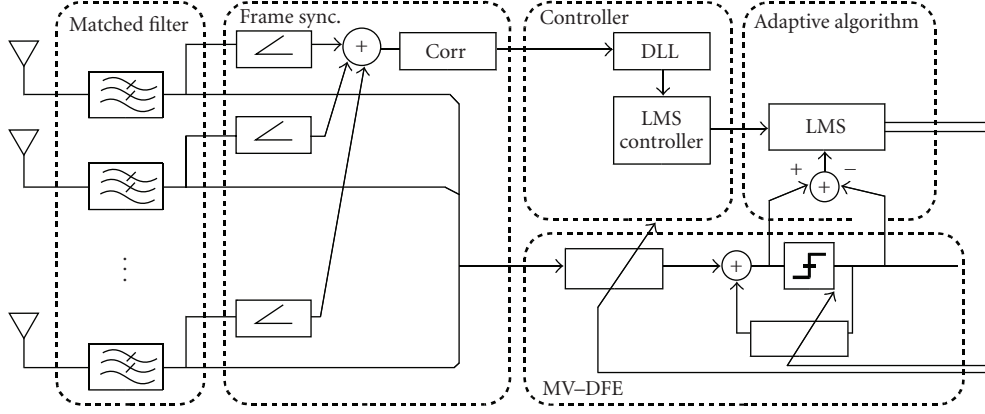 Matched filter
Frame sync.
Controller
Adaptive algorithm
+
Corr
DLL
LMS
controller
LMS
+
−
+
+
⋮
MV–DFE